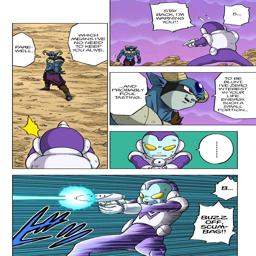 S...
STAY
BACK, I'M
WARNING
YOU!!
WHICH
MEANS I'VE
NO NEED
TO KEEP
YOU ALIVE.
FARE-
WELL.
TO BE
BLUNT,
I'VE ZERO
INTEREST
IN YOUR
LIFE ENERGY.
SUCH A
SMALL
PORTION...
AND
PROBABLY
FOUL
TASTING.
........
B...
BUZZ
OFF,
SCUM-
BAG!!